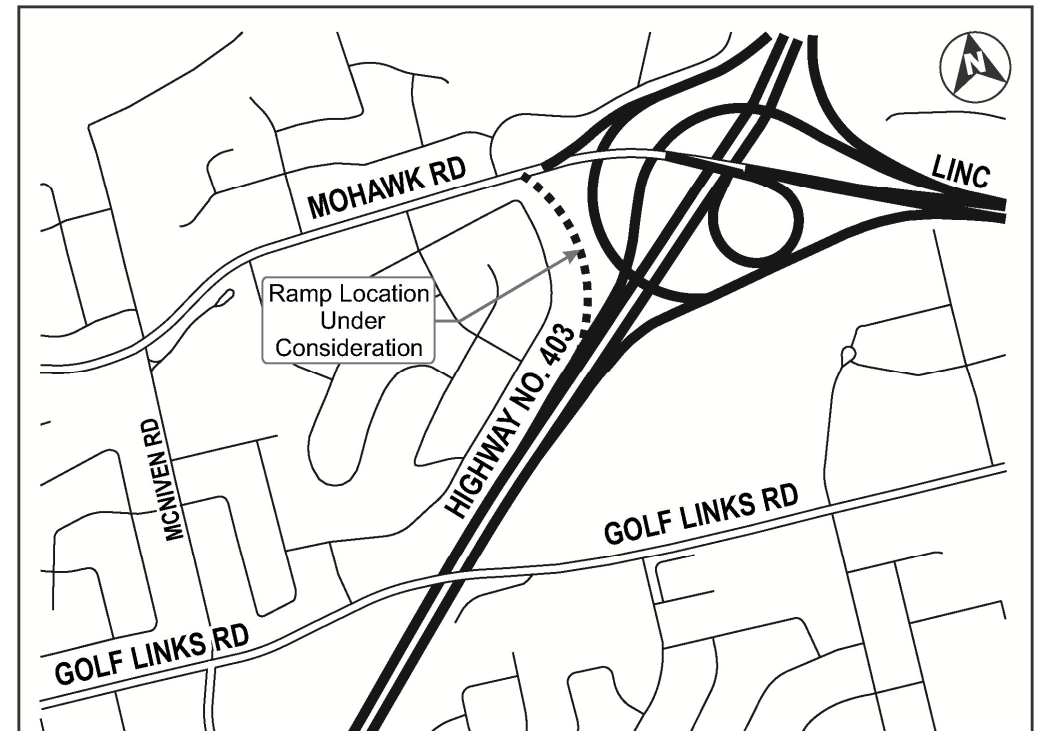 N
LINC
MOHAWK RD
Ramp Location
Under
Consideration
HIGHWAY NO. 403
MCNIVEN RD
GOLF LINKS RD
GOLF LINKS RD